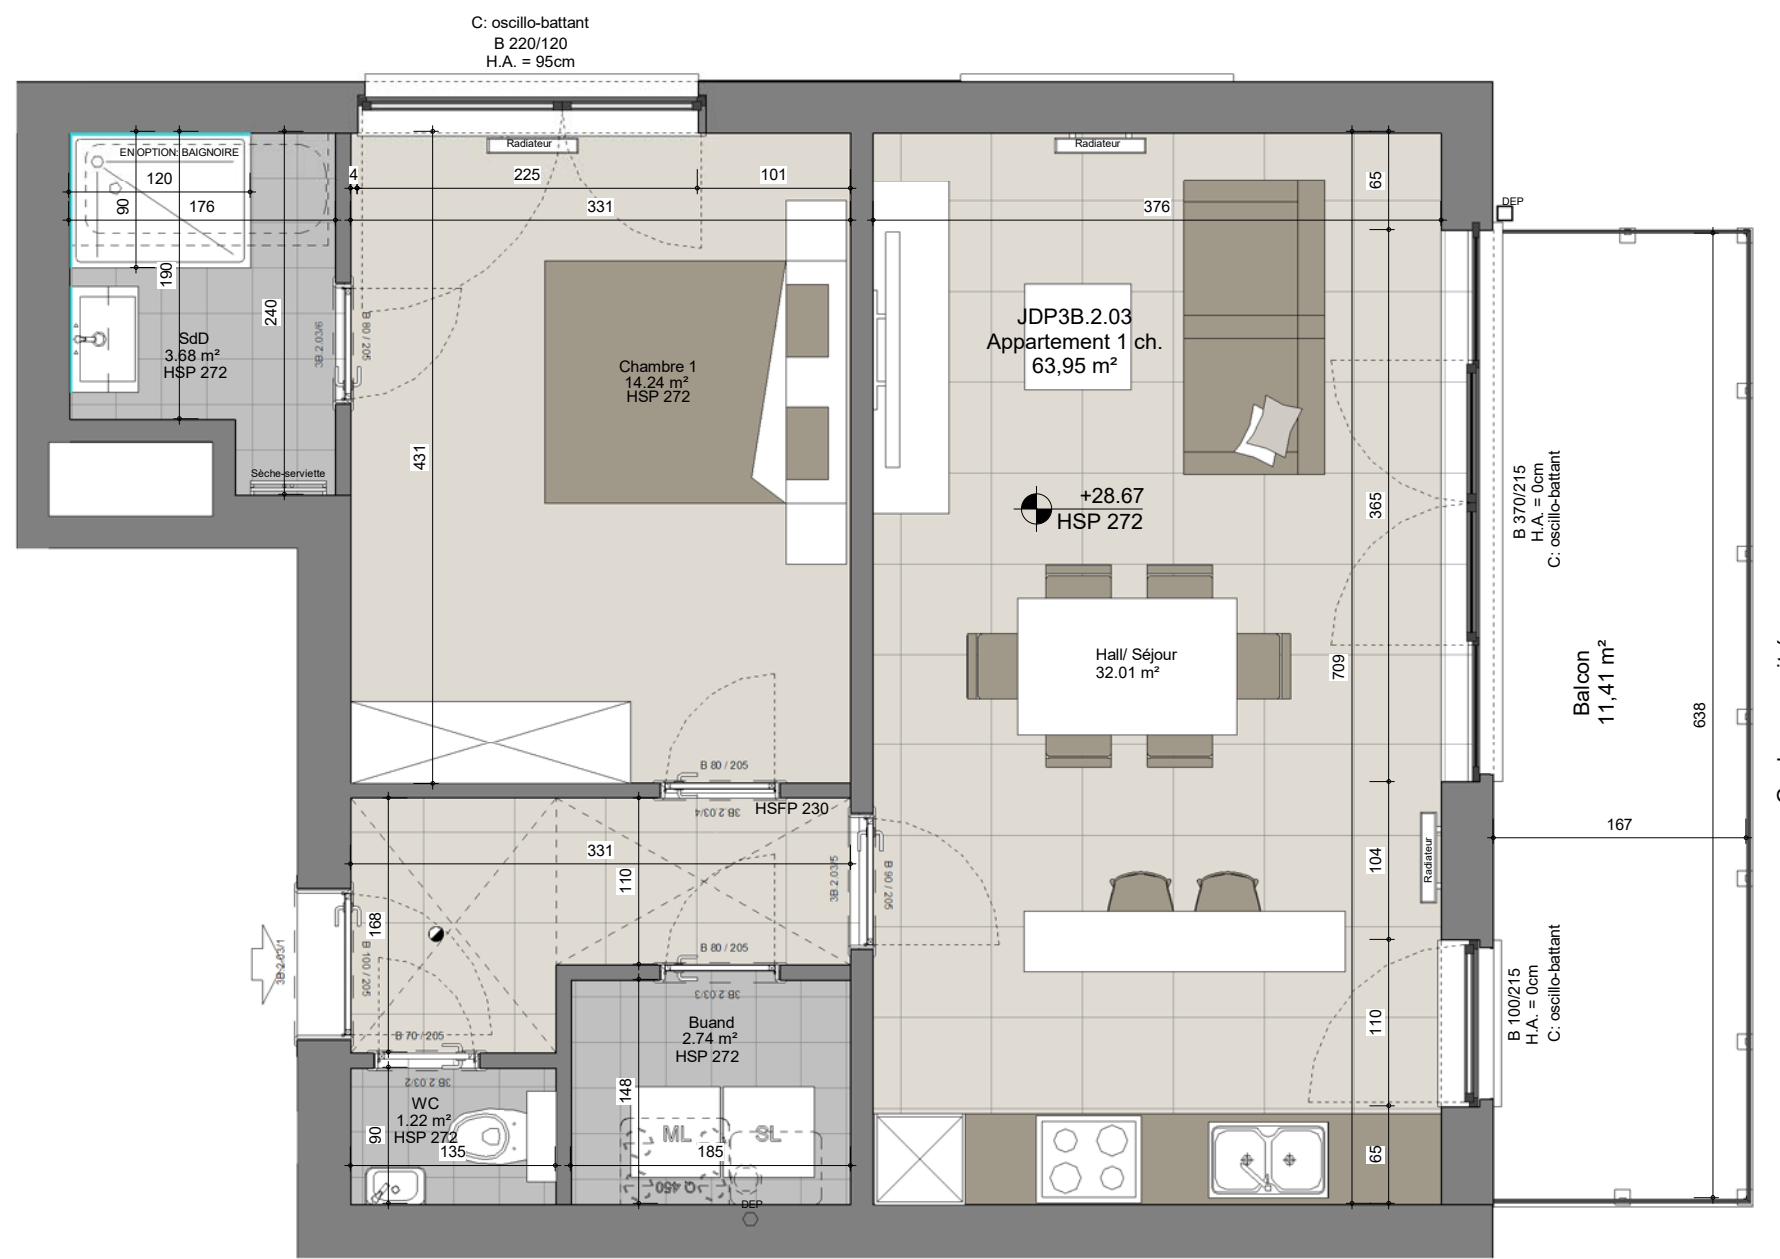 C: oscillo-battant
B 220/120
H.A. = 95cm
Radiateur
Radiateur
EN OPTION: BAIGNOIRE
120
176
90
190
240
4
225
101
331
376
65
DEP
SdD
3.68 m²
HSP 272
3B 2.03/6
B 80 / 205
Chambre 1
14.24 m²
HSP 272
JDP3B.2.03
Appartement 1 ch.
63,95 m²
431
Sèche-serviette
+28.67
HSP 272
365
B 370/215
H.A. = 0cm
C: oscillo-battant
Hall/ Séjour
32.01 m²
709
Balcon
11,41 m²
638
B 80 / 205
3B 2.03/4
HSFP 230
331
110
168
3B 2.03/5
B 90 / 205
104
Radiateur
167
3B 2.03/1
B 100 / 205
B 80 / 205
3B 2.03/3
B 70 / 205
3B 2.03/2
Buand
2.74 m²
HSP 272
110
B 100/215
H.A. = 0cm
C: oscillo-battant
WC
1.22 m²
HSP 272
90
135
148
ML
SL
185
Q 450
65
DEP